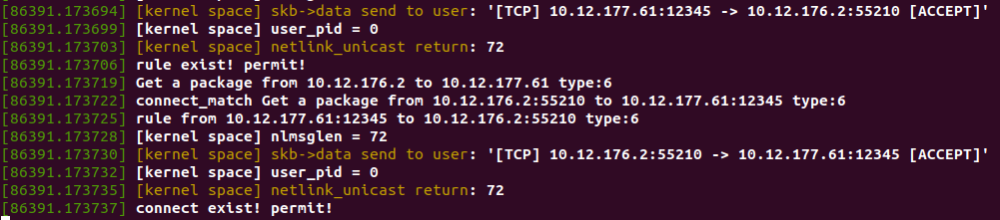 [86391.173694] [kernel space] skb->data send to user: '[TCP] 10.12.177.61:12345 -> 10.12.176.2:55210 [ACCEPT]'
[86391.173699] [kernel space] user_pid = 0
[86391.173703] [kernel space] netlink_unicast return: 72
[86391.173706] rule exist! permit!
[86391.173719] Get a package from 10.12.176.2 to 10.12.177.61 type:6
[86391.173722] connect_match Get a package from 10.12.176.2:55210 to 10.12.177.61:12345 type:6
[86391.173725] rule from 10.12.177.61:12345 to 10.12.176.2:55210 type:6
[86391.173728] [kernel space] nlmsglen = 72
[86391.173730] [kernel space] skb->data send to user: '[TCP] 10.12.176.2:55210 -> 10.12.177.61:12345 [ACCEPT]'
[86391.173732] [kernel space] user_pid = 0
[86391.173735] [kernel space] netlink_unicast return: 72
[86391.173737] connect exist! permit!